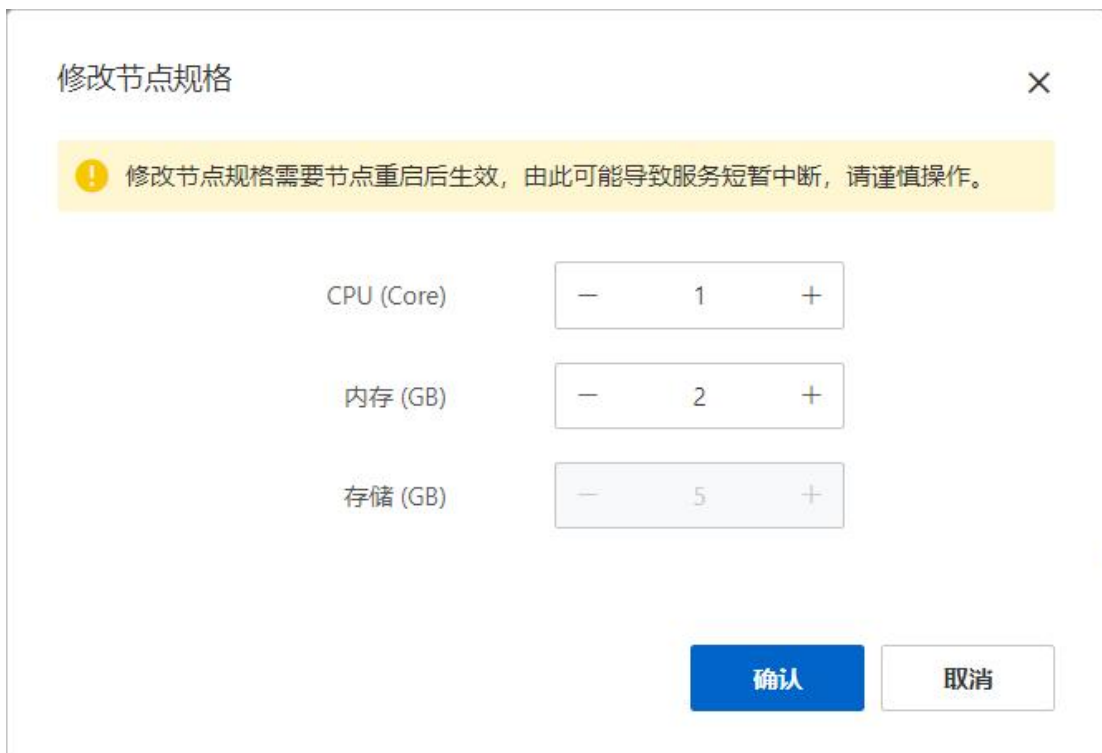 修改节点规格
修改节点规格需要节点重启后生效，由此可能导致服务短暂中断，请谨慎操作。
CPU (Core) 1
内存 (GB) 2
存储 (GB) 5
确认 取消